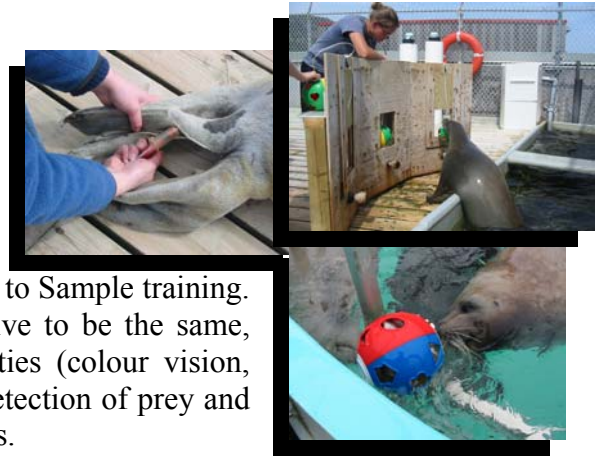 to Sample training.
ve to be the same,
ties (colour vision,
etection of prey and
s.